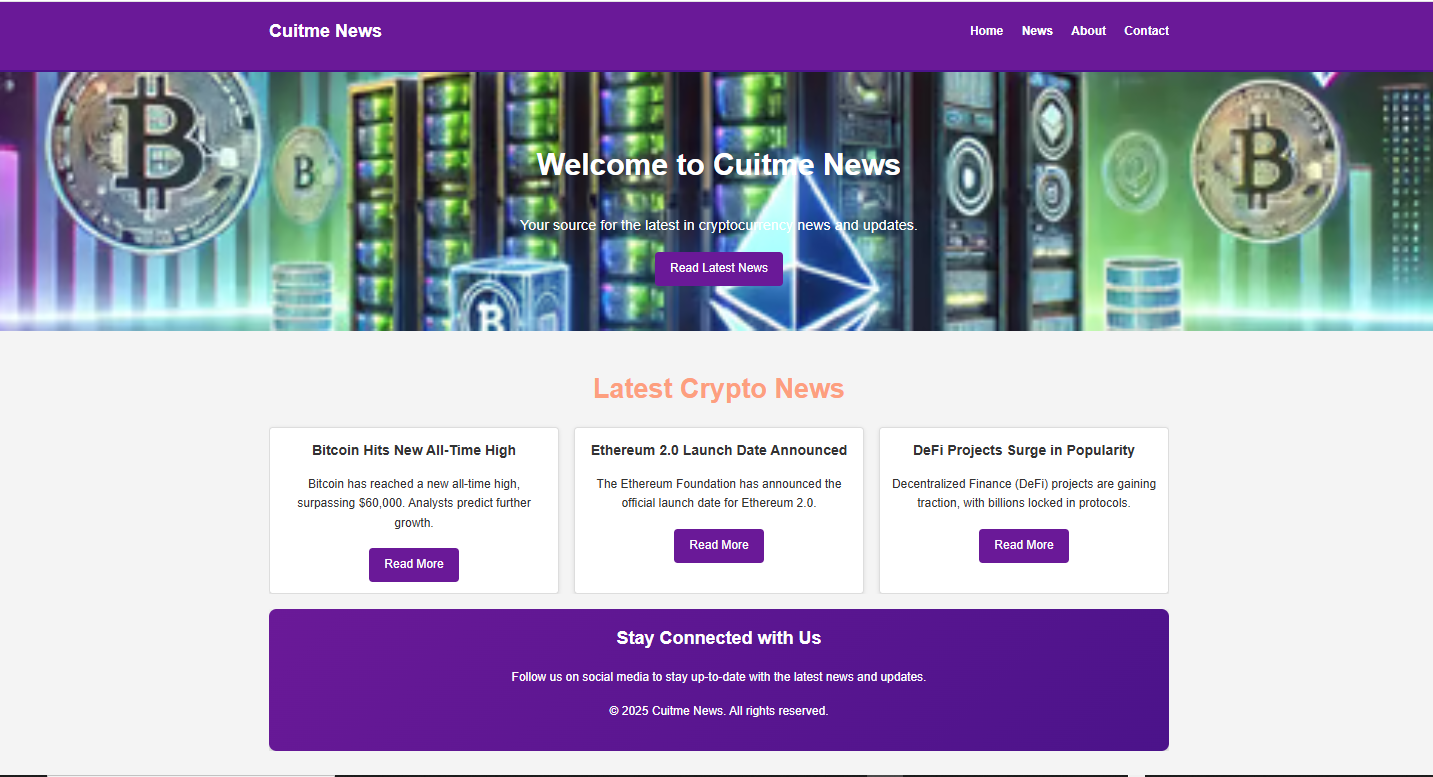 Cuitme News
Home News About Contact
Welcome to Cuitme News
Your source for the latest in cryptocurrency news and updates.
Read Latest News
Latest Crypto News
Bitcoin Hits New All-Time High
Bitcoin has reached a new all-time high,
surpassing $60,000. Analysts predict further
growth.
Read More
Ethereum 2.0 Launch Date Announced
The Ethereum Foundation has announced the
official launch date for Ethereum 2.0.
Read More
DeFi Projects Surge in Popularity
Decentralized Finance (DeFi) projects are gaining
traction, with billions locked in protocols.
Read More
Stay Connected with Us
Follow us on social media to stay up-to-date with the latest news and updates.
© 2025 Cuitme News. All rights reserved.